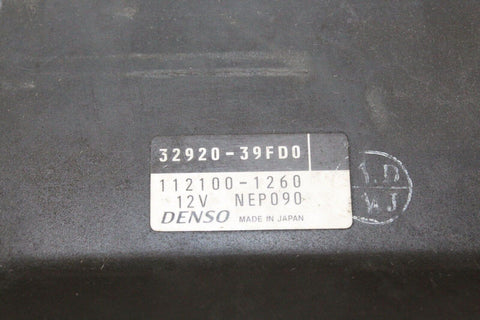 32920-39FD0
112100-1260
12V NEP090
DENSO MADE IN JAPAN